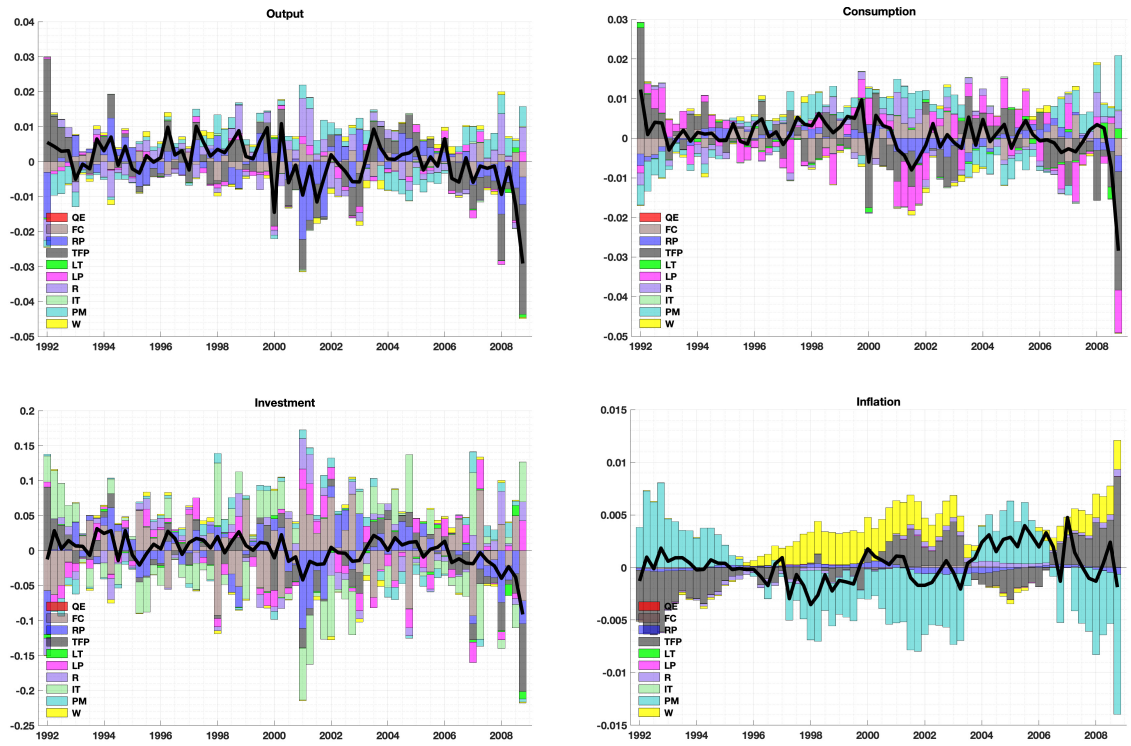 Output
0.04
0.03
0.02
0.01
0
-0.01
-0.02
-0.03
-0.04
-0.05
QE
FC
RP
TFP
LT
LP
R
IT
PM
W
1992 1994 1996 1998 2000 2002 2004 2006 2008
Consumption
0.03
0.02
0.01
0
-0.01
-0.02
-0.03
-0.04
-0.05
QE
FC
RP
TFP
LT
LP
R
IT
PM
W
1992 1994 1996 1998 2000 2002 2004 2006 2008
Investment
0.2
0.15
0.1
0.05
0
-0.05
-0.1
-0.15
-0.2
-0.25
QE
FC
RP
TFP
LT
LP
R
IT
PM
W
1992 1994 1996 1998 2000 2002 2004 2006 2008
Inflation
0.015
0.01
0.005
0
-0.005
-0.01
-0.015
QE
FC
RP
TFP
LT
LP
R
IT
PM
W
1992 1994 1996 1998 2000 2002 2004 2006 2008